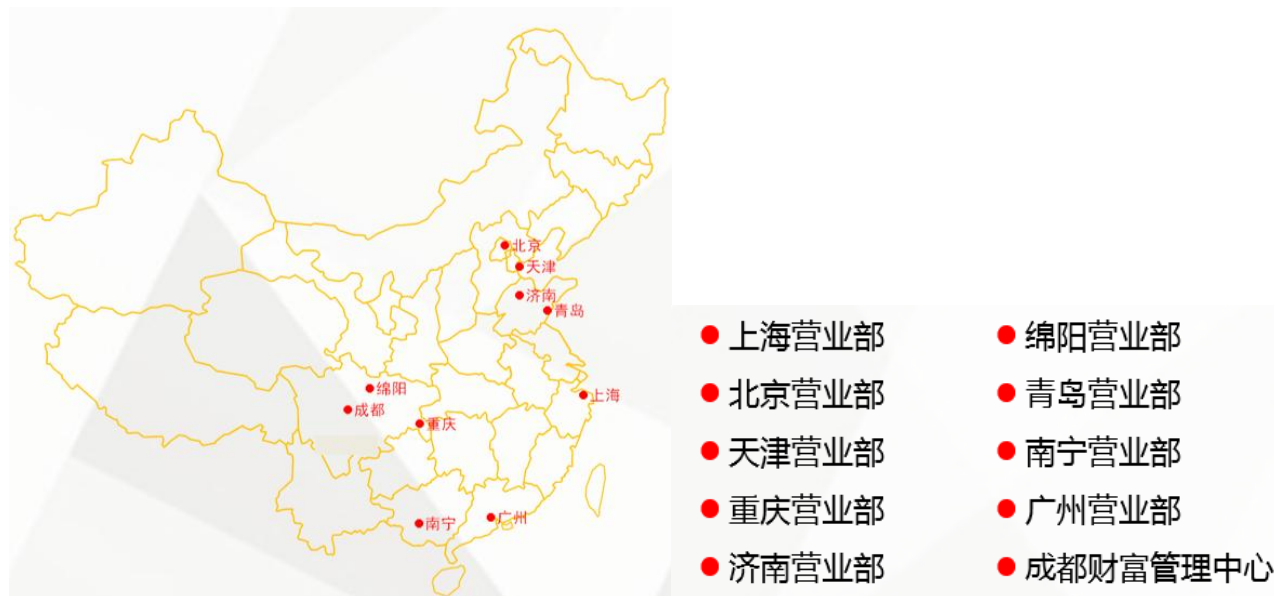 北京
天津
济南
青岛
绵阳
上海
成都
重庆
南宁
广州
上海营业部
绵阳营业部
北京营业部
青岛营业部
天津营业部
南宁营业部
重庆营业部
广州营业部
济南营业部
成都财富管理中心